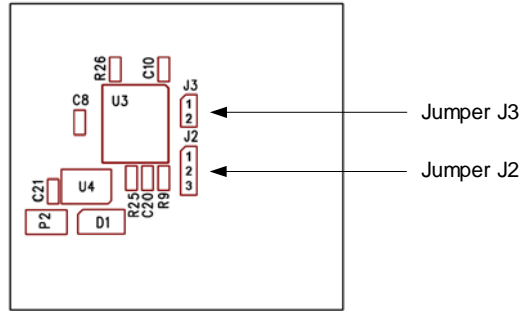 R26
C10
J3
C8
U3
1
2
Jumper J3
J2
1
2
3
Jumper J2
C21
U4
R25
C20
R9
P2
D1